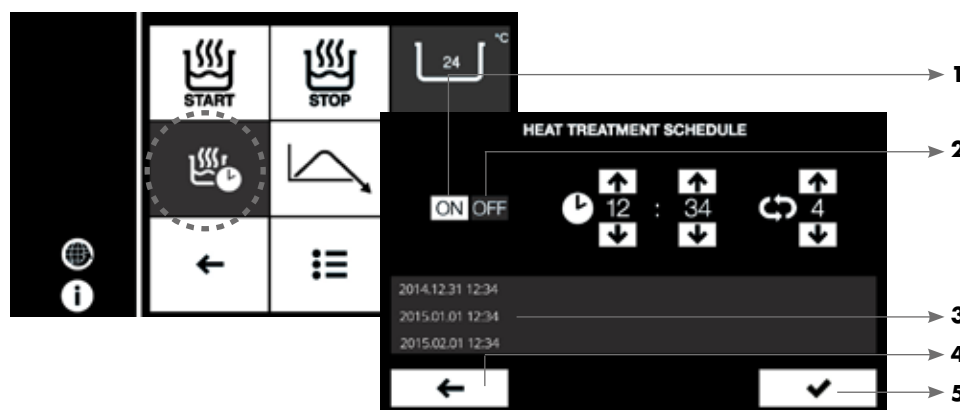 START
STOP
24
°C
HEAT TREATMENT SCHEDULE
ON OFF
12 : 34
4
2014.12.31 12:34
2015.01.01 12:34
2015.02.01 12:34
1
2
3
4
5